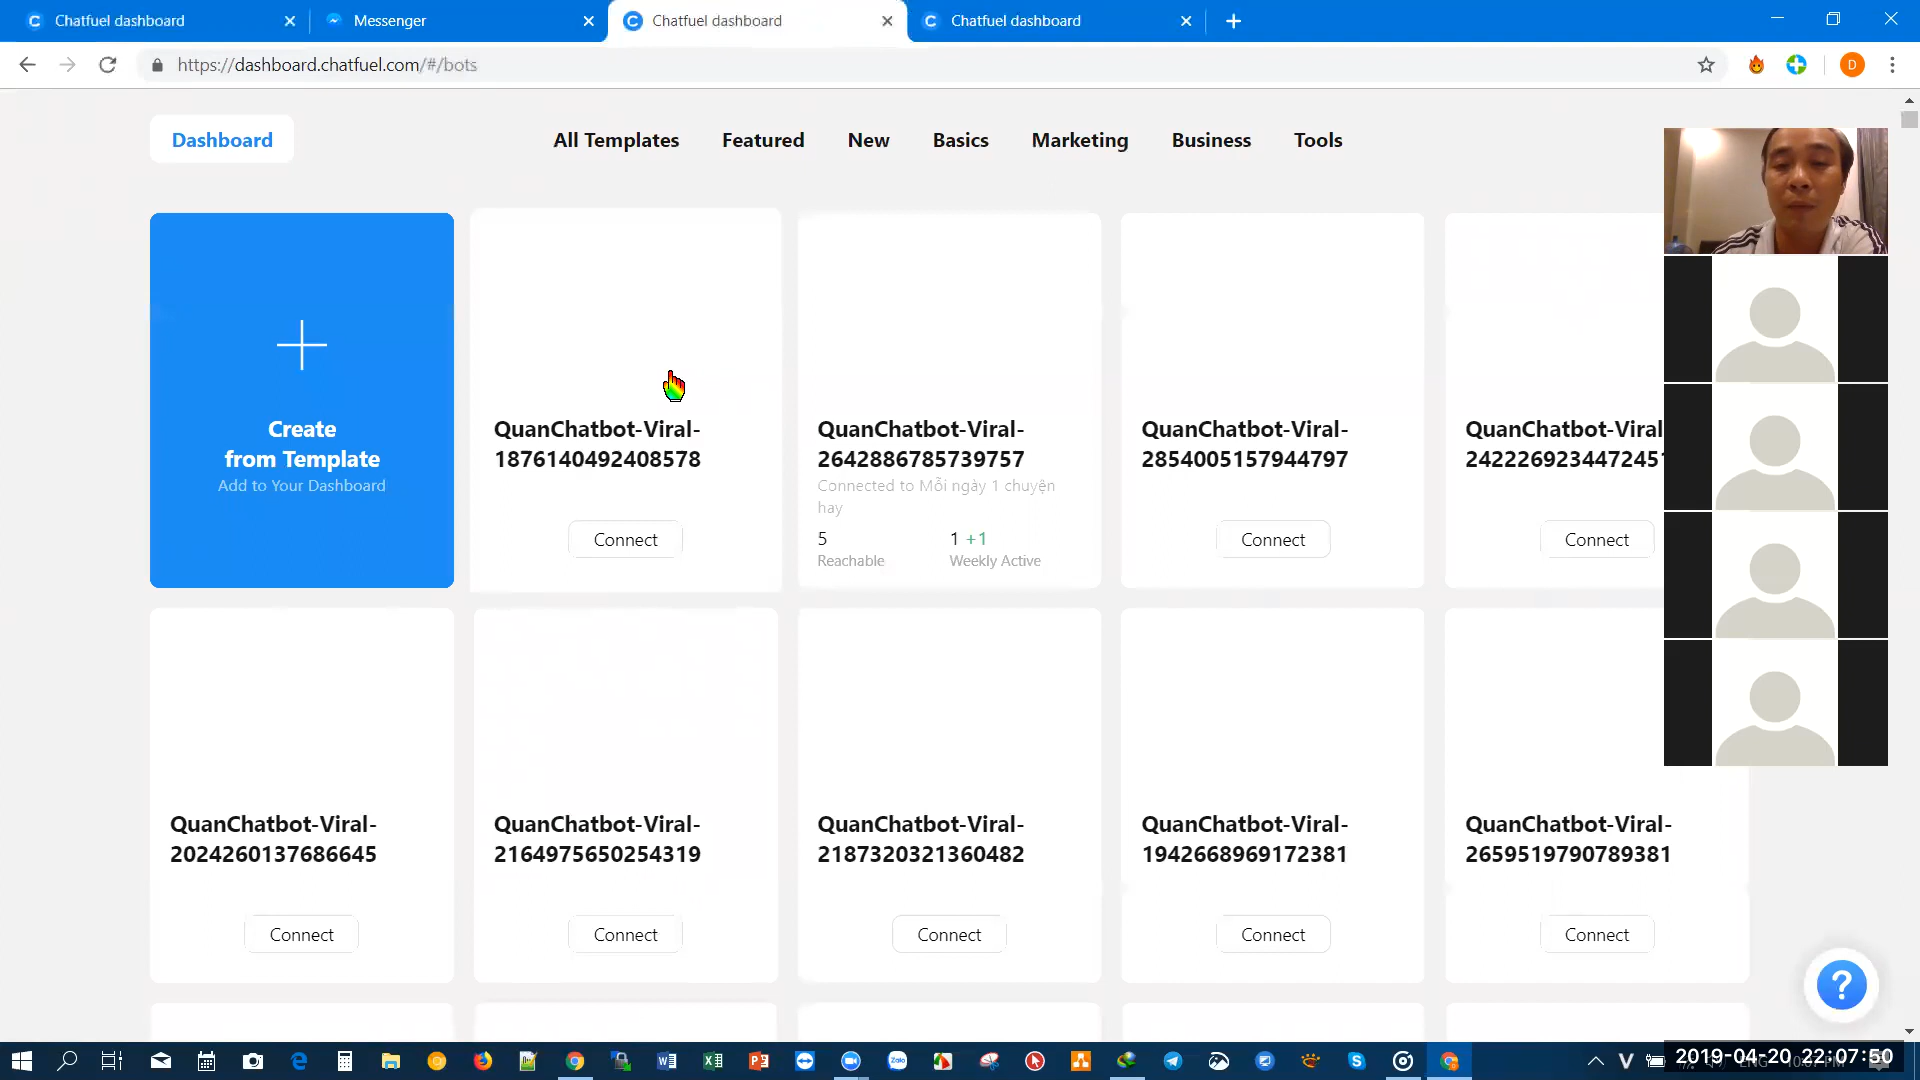 Chatfuel dashboard
Messenger
Chatfuel dashboard
Chatfuel dashboard
https://dashboard.chatfuel.com/#/bots
D
Dashboard
All Templates
Featured
New
Basics
Marketing
Business
Tools
Create
from Template
Add to Your Dashboard
QuanChatbot-Viral-
1876140492408578
Connect
QuanChatbot-Viral-
2642886785739757
Connected to Mỗi ngày 1 chuyện
hay
5
Reachable
1 +1
Weekly Active
QuanChatbot-Viral-
2854005157944797
Connect
QuanChatbot-Viral
Connect
QuanChatbot-Viral-
2024260137686645
Connect
QuanChatbot-Viral-
2164975650254319
Connect
QuanChatbot-Viral-
2187320321360482
Connect
QuanChatbot-Viral-
1942668969172381
Connect
QuanChatbot-Viral-
2659519790789381
Connect
?
2019-04-20 22:07:50